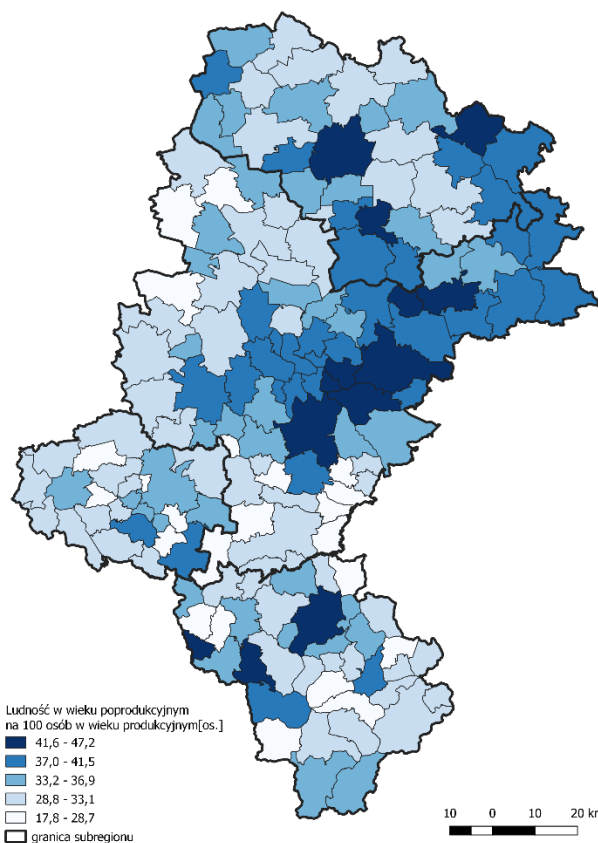 Ludność w wieku poprodukcyjnym
na 100 osób w wieku produkcyjnym[os.]
41,6 - 47,2
37,0 - 41,5
33,2 - 36,9
28,8 - 33,1
17,8 - 28,7
granica subregionu
10 0 10 20 km